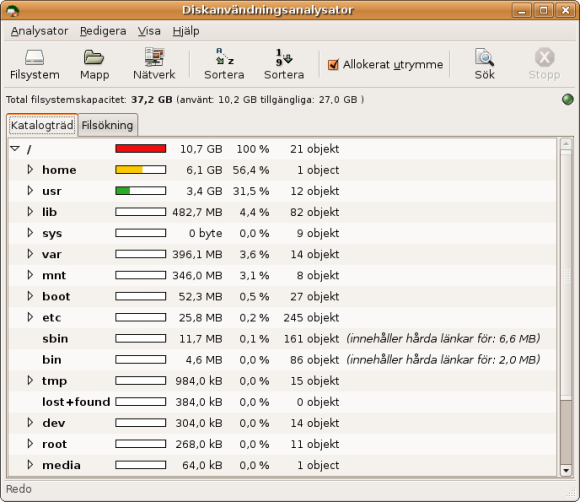 Diskanvändningsanalysator
Analysator Redigera Visa Hjälp
Filsystem Mapp Nätverk Sortera Sortera Allokerat utrymme Sök Stopp
Total filsystemskapacitet: 37,2 GB (använt: 10,2 GB tillgängliga: 27,0 GB )
Katalogträd Filsökning
/ 10,7 GB 100 % 21 objekt
home 6,1 GB 56,4 % 1 object
usr 3,4 GB 31,5 % 12 objekt
lib 482,7 MB 4,4 % 82 objekt
sys 0 byte 0,0 % 9 objekt
var 396,1 MB 3,6 % 14 objekt
mnt 346,0 MB 3,1 % 8 objekt
boot 52,3 MB 0,5 % 27 objekt
etc 25,8 MB 0,2 % 245 objekt
sbin 11,7 MB 0,1 % 161 objekt (innehåller hårda länkar för: 6,6 MB)
bin 4,6 MB 0,0 % 86 objekt (innehåller hårda länkar för: 2,0 MB)
tmp 984,0 kB 0,0 % 15 objekt
lost+found 384,0 kB 0,0 % 0 objekt
dev 304,0 kB 0,0 % 14 objekt
root 268,0 kB 0,0 % 11 objekt
media 64,0 kB 0,0 % 1 object
Redo